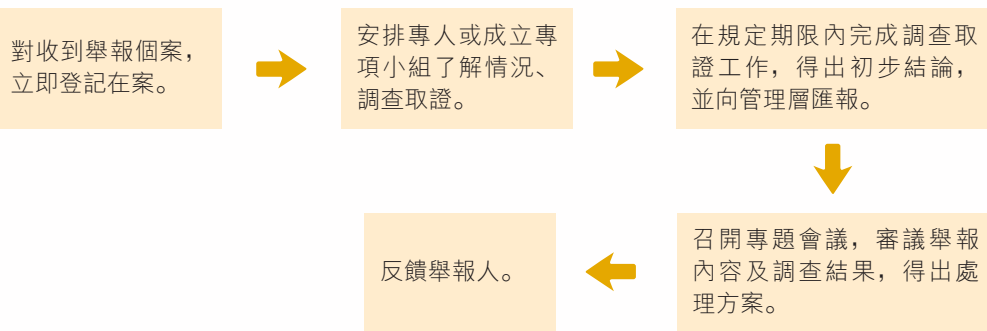 對收到舉報個案，
立即登記在案。
安排專人或成立專
項小組了解情況、
調查取證。
在規定期限內完成調查取
證工作，得出初步結論，
並向管理層匯報。
召開專題會議，審議舉報
內容及調查結果，得出處
理方案。
反饋舉報人。